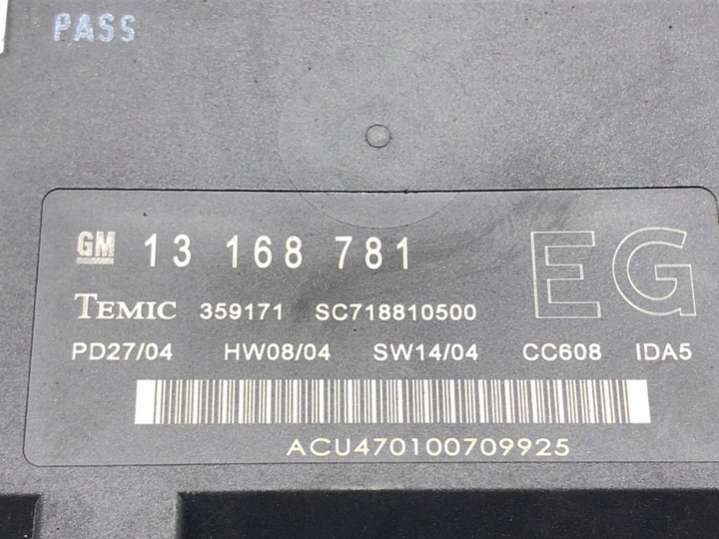 PASS
GM 13 168 781 EG
TEMIC 359171 SC718810500
PD27/04 HW08/04 SW14/04 CC608 IDA5
ACU470100709925